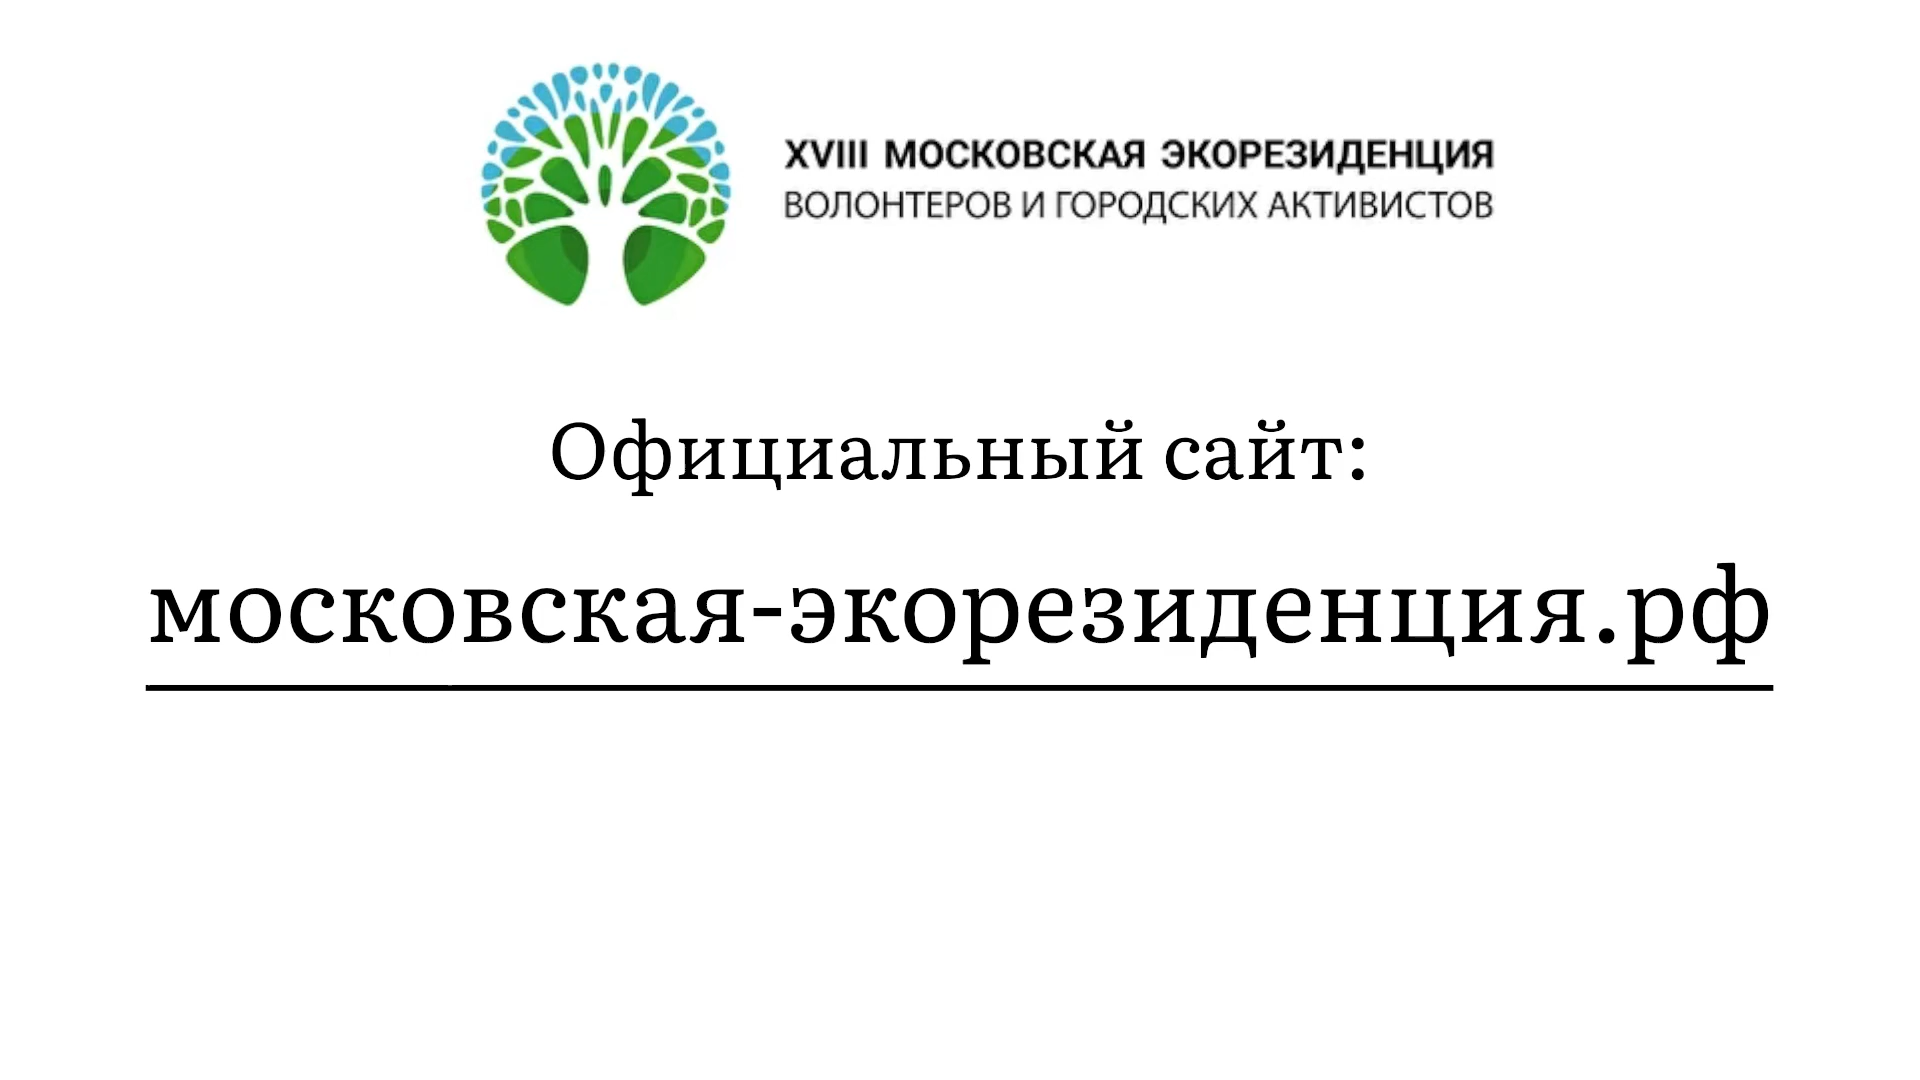 XVIII МОСКОВСКАЯ ЭКОРЕЗИДЕНЦИЯ
ВОЛОНТЕРОВ И ГОРОДСКИХ АКТИВИСТОВ
Официальный сайт:
московская-экорезиденция.рф